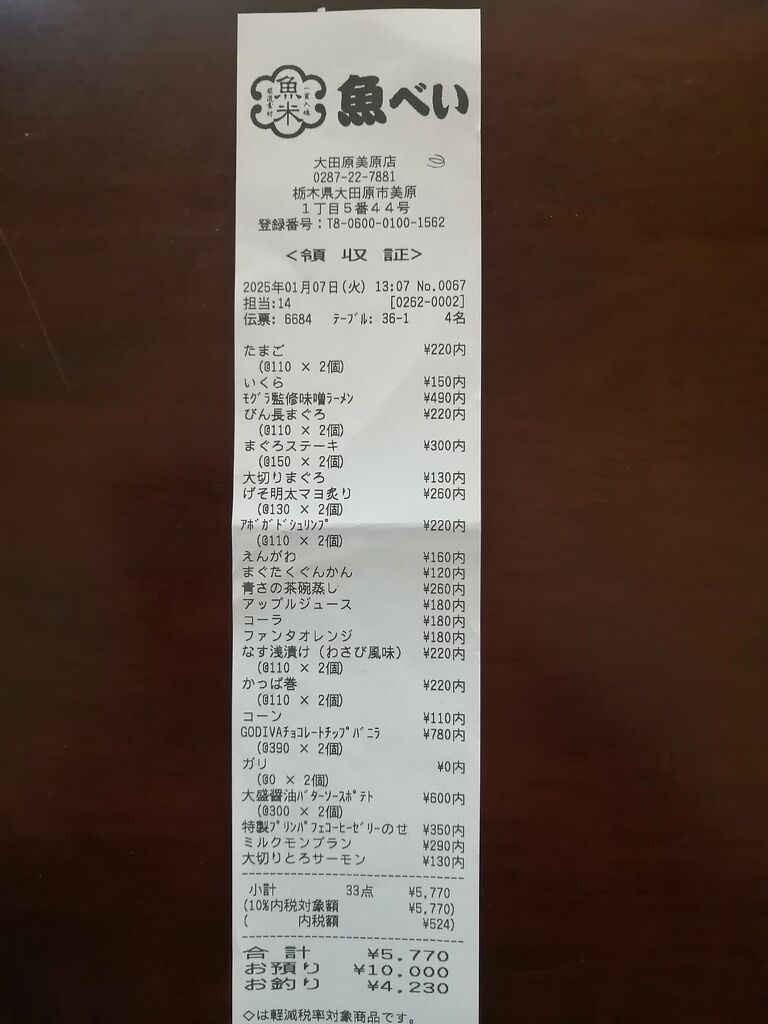 魚米
一貫入魂
厳選素材
魚べい
大田原美原店
0287-22-7881
栃木県大田原市美原
1丁目5番44号
登録番号：T8-0600-0100-1562
<領 収 証>
2025年01月07日(火) 13:07 No.0067
担当:14 [0262-0002]
伝票: 6684 ﾃｰﾌﾞﾙ: 36-1 4名
たまご ¥220内
(@110 × 2個)
いくら ¥150内
ﾓｸﾞﾗ監修味噌ﾗｰﾒﾝ ¥490内
びん長まぐろ ¥220内
(@110 × 2個)
まぐろステーキ ¥300内
(@150 × 2個)
大切りまぐろ ¥130内
げそ明太マヨ炙り ¥260内
(@130 × 2個)
ｱﾎﾞｶﾞﾄﾞｼｭﾘﾝﾌﾟ ¥220内
(@110 × 2個)
えんがわ ¥160内
まぐたくぐんかん ¥120内
青さの茶碗蒸し ¥260内
アップルジュース ¥180内
コーラ ¥180内
ファンタオレンジ ¥180内
なす浅漬け（わさび風味） ¥220内
(@110 × 2個)
かっぱ巻 ¥220内
(@110 × 2個)
コーン ¥110内
GODIVAﾁｮｺﾚｰﾄﾁｯﾌﾟﾊﾞﾆﾗ ¥780内
(@390 × 2個)
ガリ ¥0内
(@0 × 2個)
大盛醤油ﾊﾞﾀｰｿｰｽﾎﾟﾃﾄ ¥600内
(@300 × 2個)
特製ﾌﾟﾘﾝﾊﾟﾌｪｺｰﾋｰｾﾞﾘｰのせ ¥350内
ミルクモンブラン ¥290内
大切りとろサーモン ¥130内
小計 33点 ¥5,770
(10%内税対象額 ¥5,770)
( 内税額 ¥524)
合 計 ¥5,770
お預り ¥10,000
お釣り ¥4,230
◇は軽減税率対象商品です。